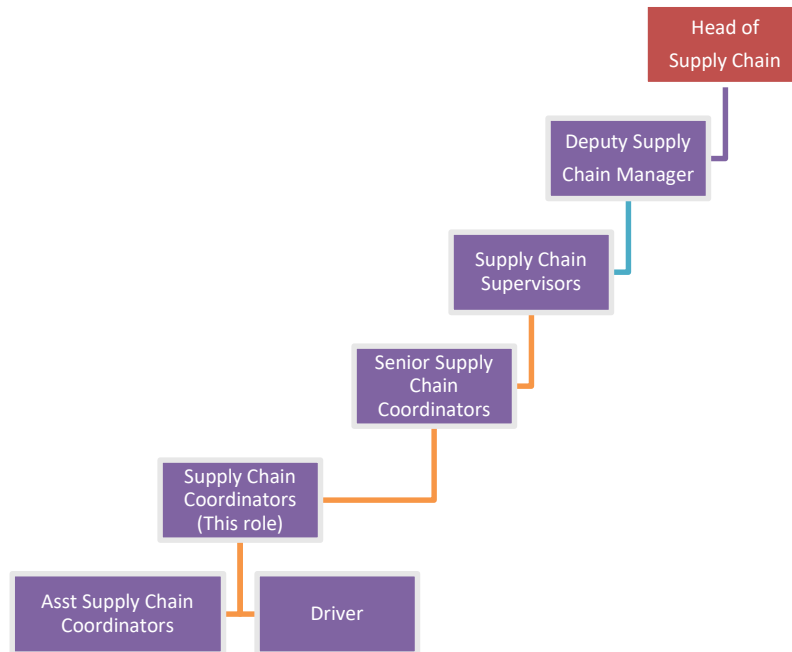 Head of
Supply Chain
Deputy Supply
Chain Manager
Supply Chain
Supervisors
Senior Supply
Chain
Coordinators
Supply Chain
Coordinators
(This role)
Asst Supply Chain
Coordinators
Driver